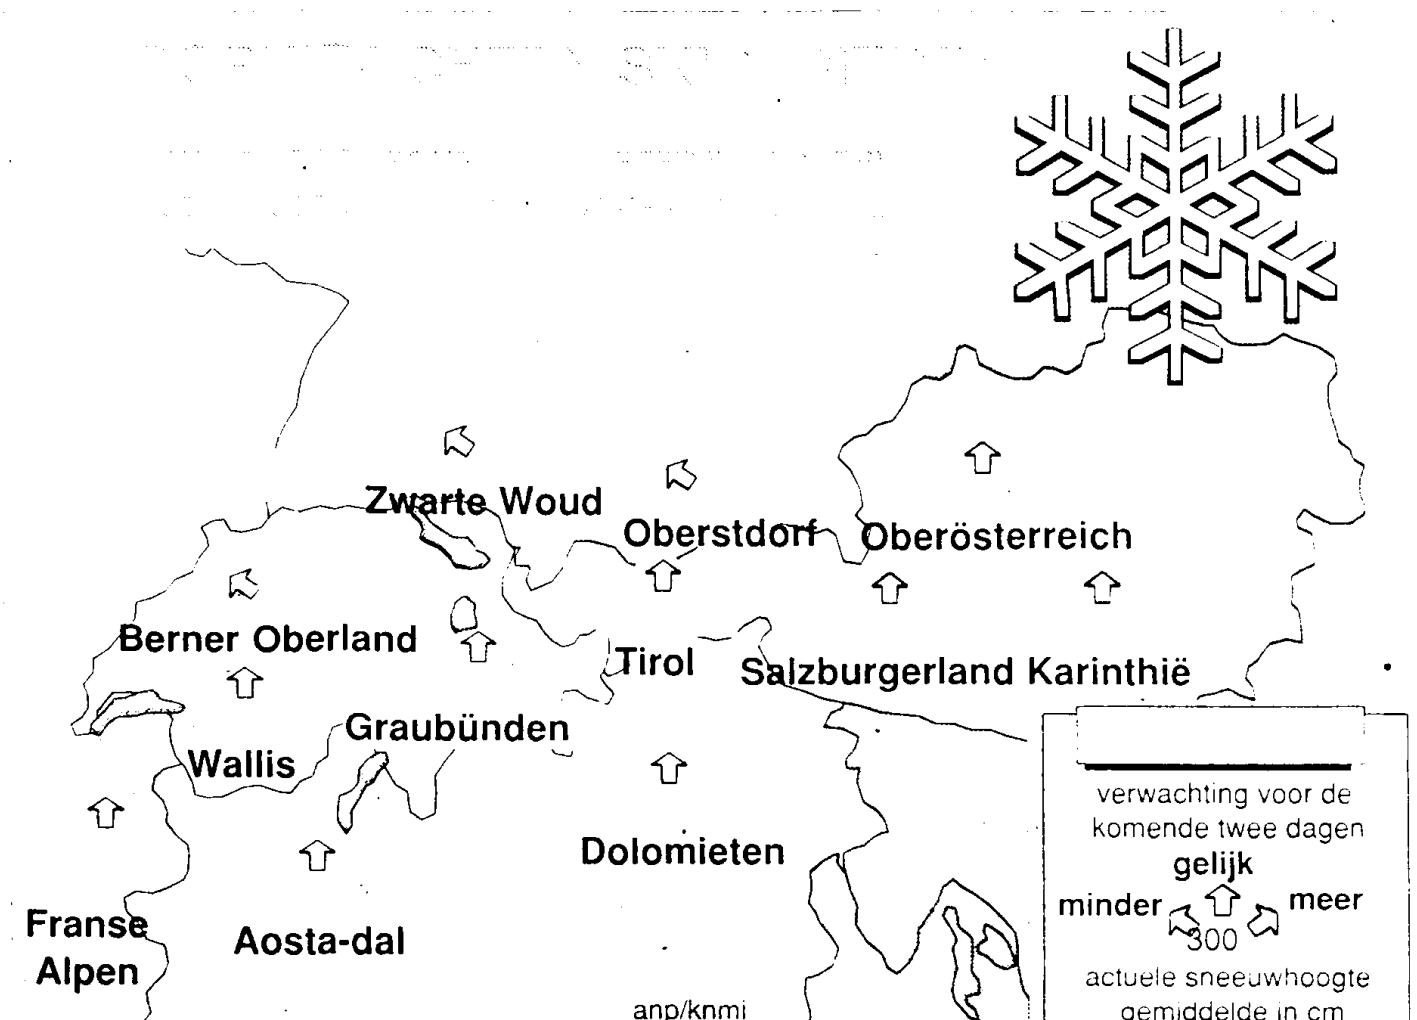 Zwarte Woud
Oberstdorf
Oberösterreich
Berner Oberland
Tirol
Salzburgerland Karinthië
Graubünden
Wallis
verwachting voor de
komende twee dagen
gelijk
minder
meer
300
actuele sneeuwhoogte
gemiddelde in cm
Dolomieten
Franse
Alpen
Aosta-dal
anp/knmi